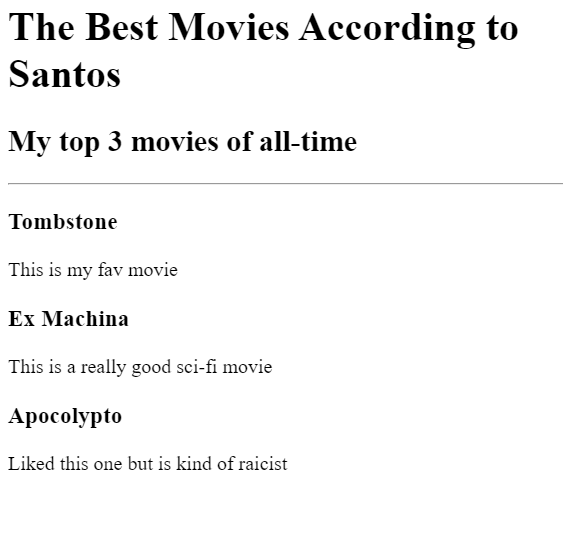 The Best Movies According to
Santos
My top 3 movies of all-time
Tombstone
This is my fav movie
Ex Machina
This is a really good sci-fi movie
Apocolypto
Liked this one but is kind of raicist